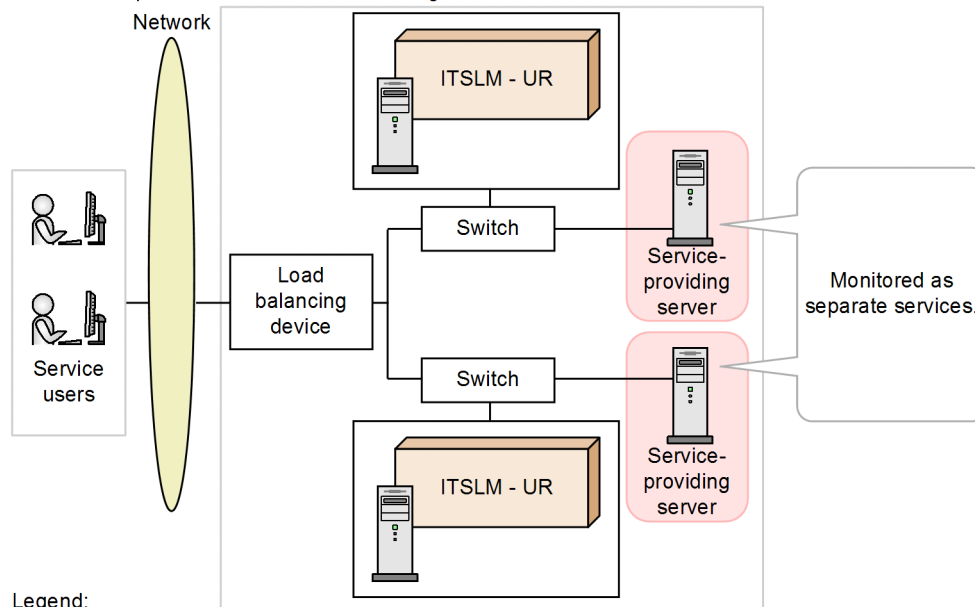 Network
ITSLM - UR
Switch
Service-
providing
server
Monitored as
separate services.
Load
balancing
device
Service
users
Switch
Service-
providing
server
ITSLM - UR
Legend: